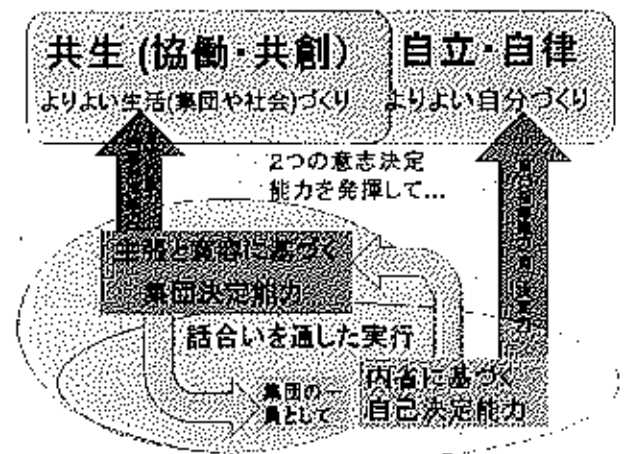 共生 (協働・共創)
よりよい生活(集団や社会)づくり
自立・自律
よりよい自分づくり
2つの意志決定
能力を発揮して…
主張と変容に基づく
集団決定能力
話合いを通した実行
集団の一
員として
内省に基づく
自己決定能力